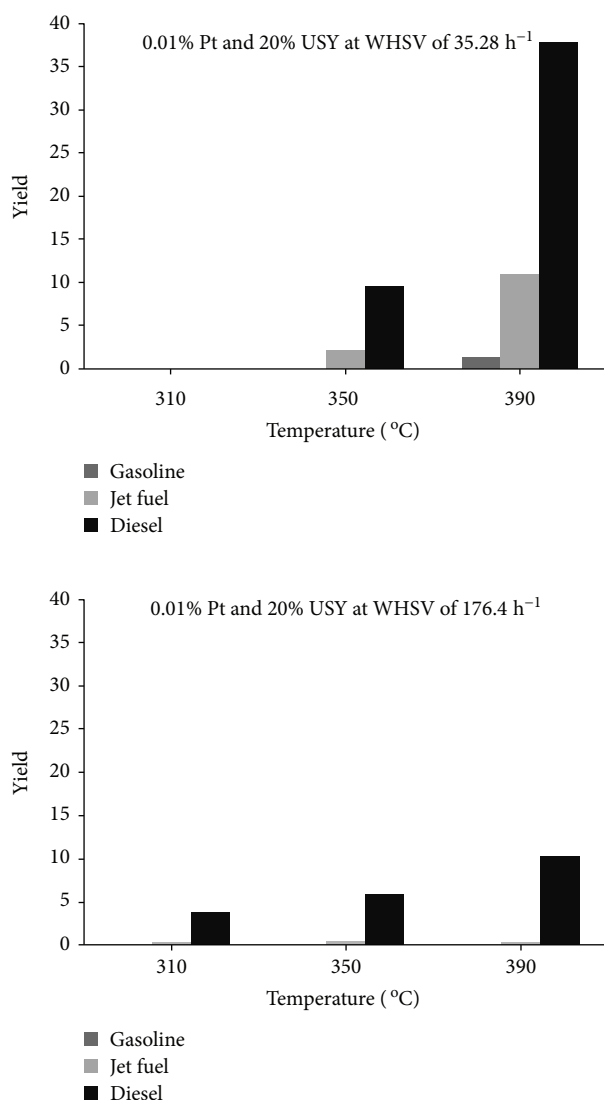 0.01% Pt and 20% USY at WHSV of 35.28 h⁻¹
40
35
30
25
20
15
10
5
0
Yield
310 350 390
Temperature (°C)
Gasoline
Jet fuel
Diesel
0.01% Pt and 20% USY at WHSV of 176.4 h⁻¹
40
35
30
25
20
15
10
5
0
Yield
310 350 390
Temperature (°C)
Gasoline
Jet fuel
Diesel